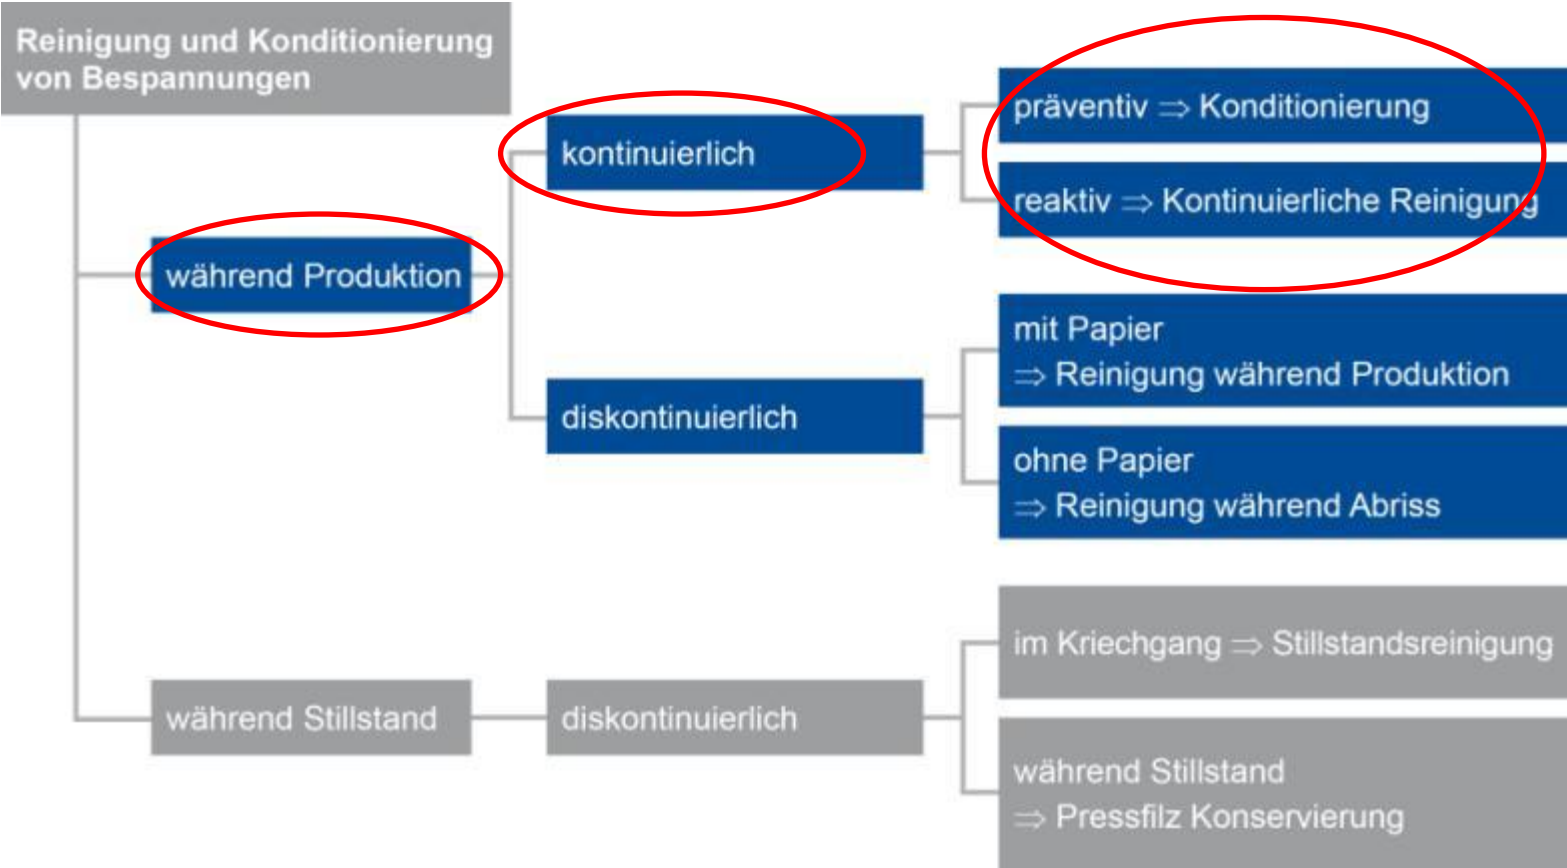 Reinigung und Konditionierung
von Bespannungen
präventiv ⇒ Konditionierung
kontinuierlich
reaktiv ⇒ Kontinuierliche Reinigung
während Produktion
mit Papier
⇒ Reinigung während Produktion
diskontinuierlich
ohne Papier
⇒ Reinigung während Abriss
im Kriechgang ⇒ Stillstandsreinigung
während Stillstand
diskontinuierlich
während Stillstand
⇒ Pressfilz Konservierung